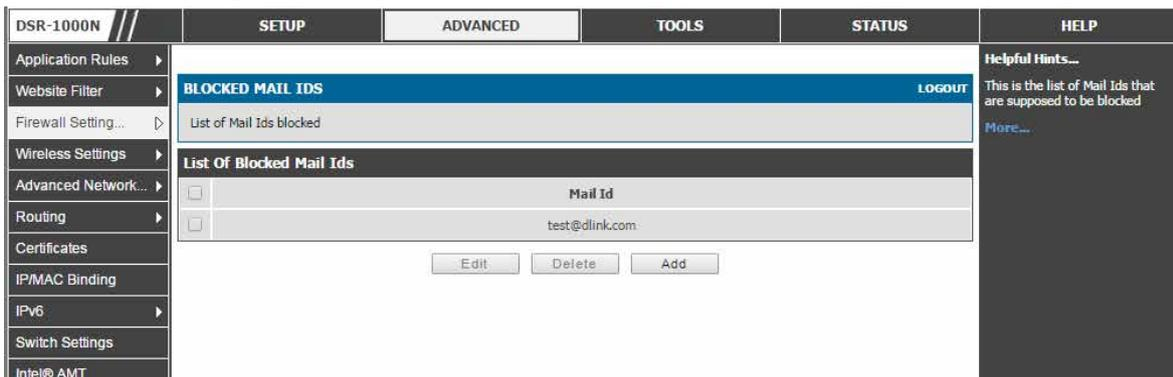 DSR-1000N
SETUP
ADVANCED
TOOLS
STATUS
HELP
Application Rules
Website Filter
Firewall Setting...
Wireless Settings
Advanced Network...
Routing
Certificates
IP/MAC Binding
IPv6
Switch Settings
Intel® AMT
BLOCKED MAIL IDS
LOGOUT
List of Mail Ids blocked
List Of Blocked Mail Ids
Mail Id
test@dlink.com
Edit
Delete
Add
Helpful Hints...
This is the list of Mail Ids that
are supposed to be blocked
More...